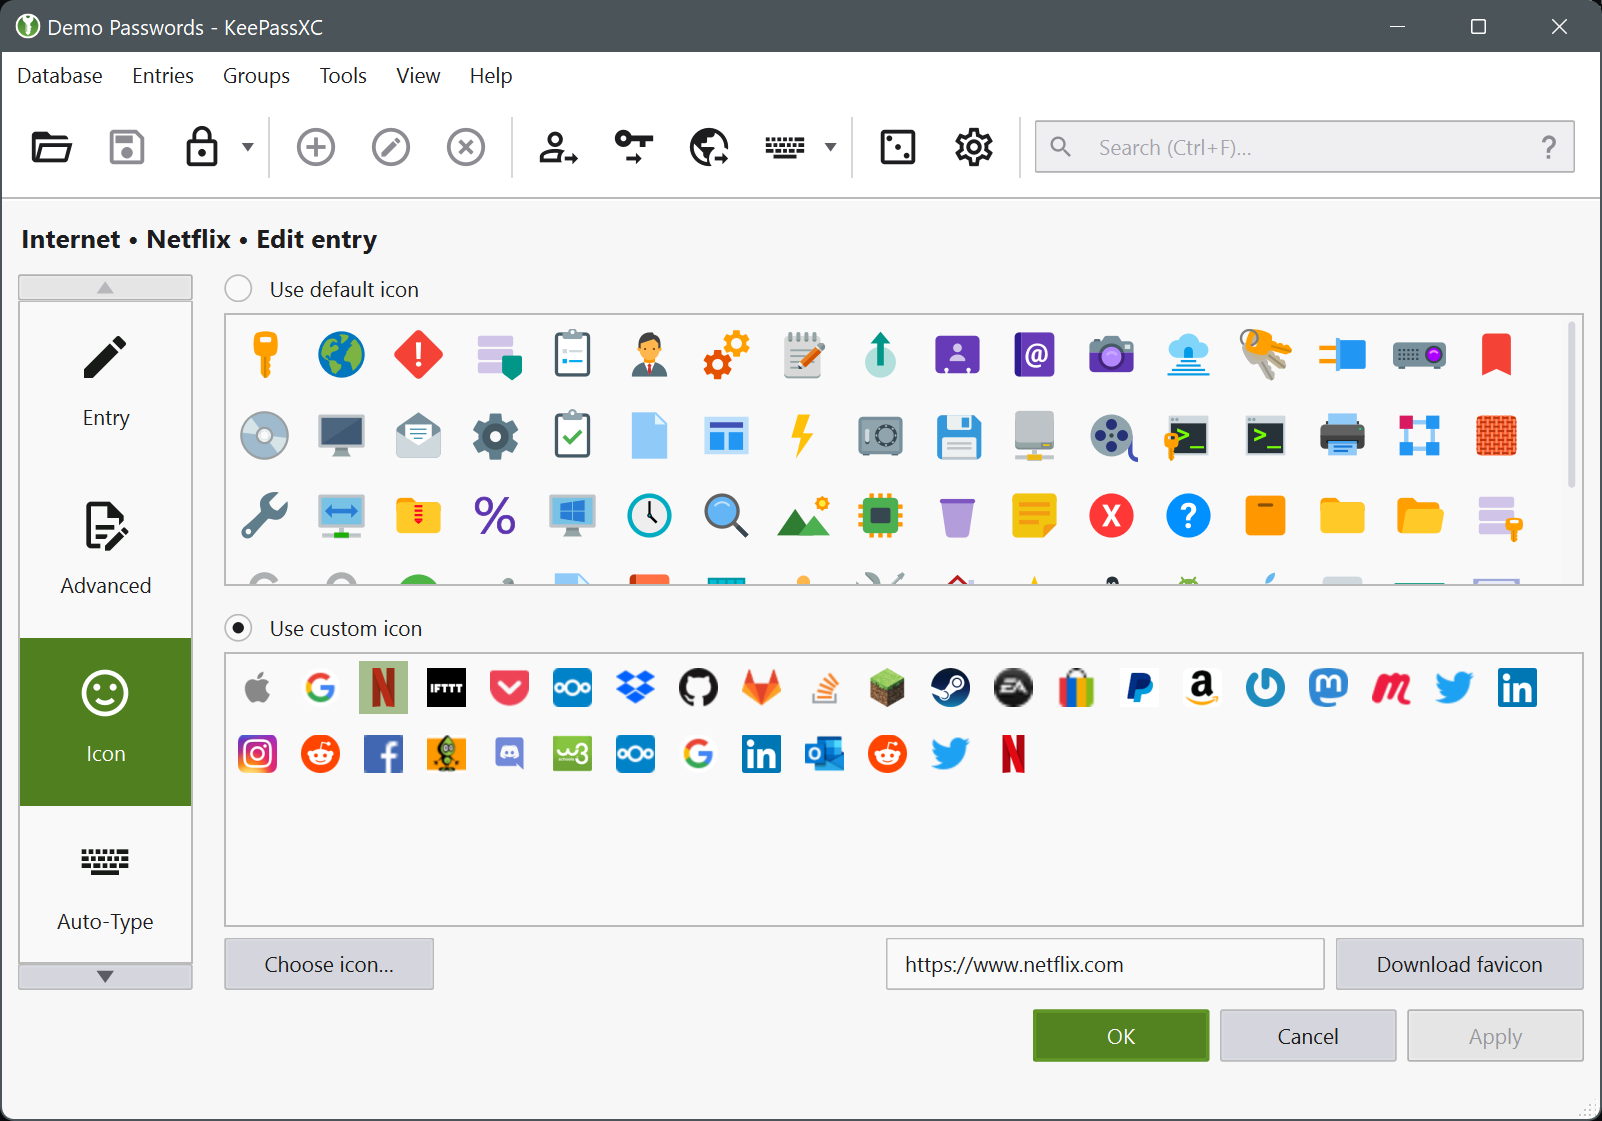 Demo Passwords - KeePassXC
Database Entries Groups Tools View Help
Search (Ctrl+F)... ?
Internet • Netflix • Edit entry
Use default icon
Entry
Advanced
Icon
Auto-Type
Use custom icon
IFTTT
Choose icon...
https://www.netflix.com
Download favicon
OK
Cancel
Apply